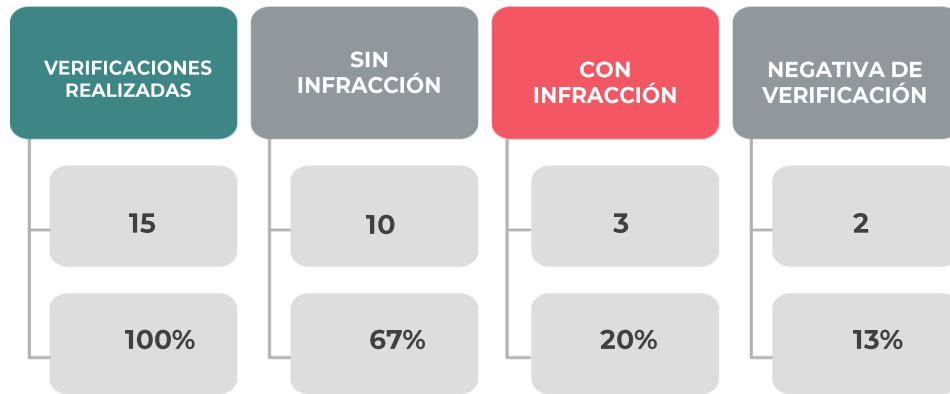 VERIFICACIONES
REALIZADAS
SIN
INFRACCIÓN
CON
INFRACCIÓN
NEGATIVA DE
VERIFICACIÓN
15
10
3
2
100%
67%
20%
13%